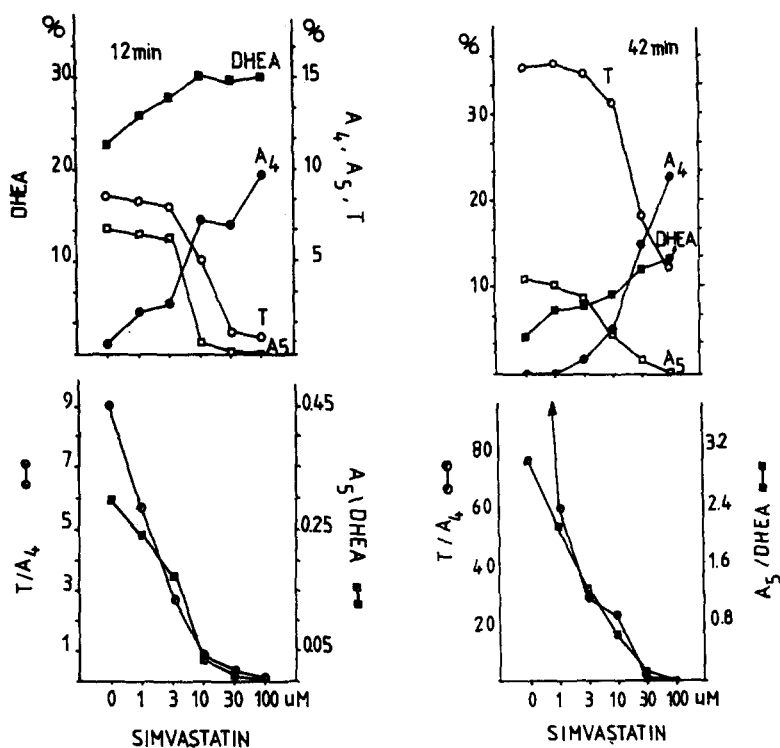 % 12min DHEA %
30 15
A4
20 10
10 5
T
A5
DHEA
A4, A5, T
% 42min
T
30
A4
20
DHEA
10
A5
9 0.45
7
5 0.25
3
1 0.05
T/A4
A5\DHEA
0 1 3 10 30 100 uM
SIMVASTATIN
80 3.2
60 2.4
40 1.6
20 0.8
T/A4
A5/DHEA
0 1 3 10 30 100 uM
SIMVASTATIN